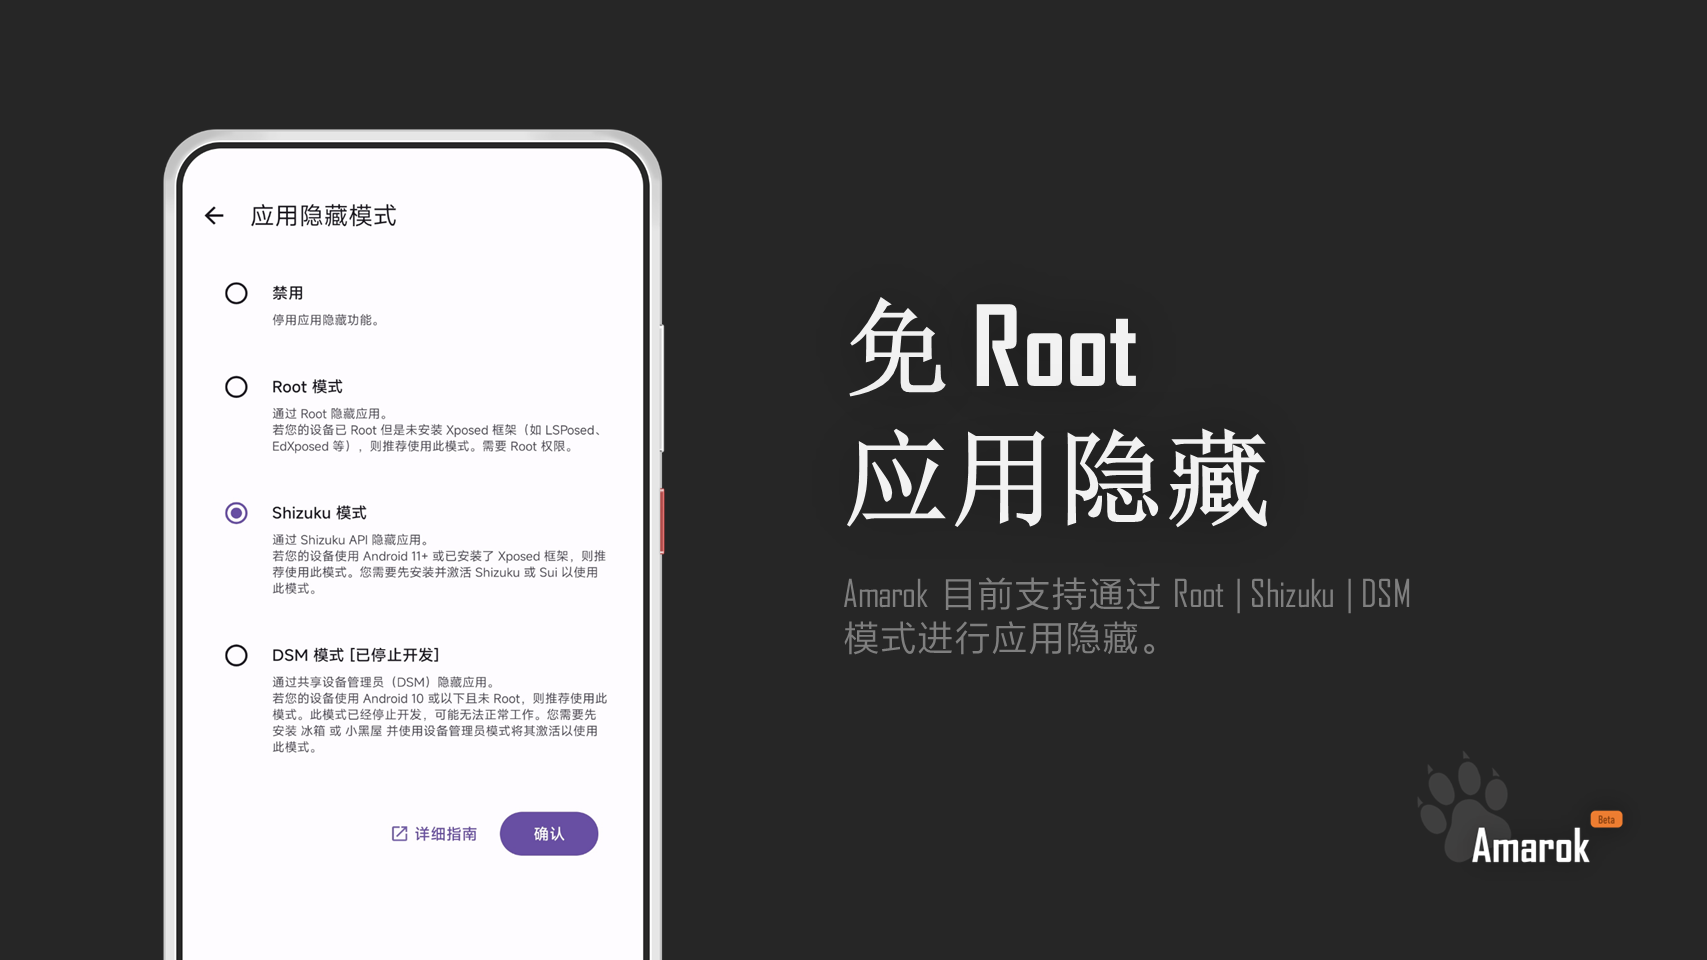 应用隐藏模式
禁用
停用应用隐藏功能。
Root 模式
通过 Root 隐藏应用。
若您的设备已 Root 但是未安装 Xposed 框架（如 LSPosed、
EdXposed 等），则推荐使用此模式。需要 Root 权限。
Shizuku 模式
通过 Shizuku API 隐藏应用。
若您的设备使用 Android 11+ 或已安装了 Xposed 框架，则推
荐使用此模式。您需要先安装并激活 Shizuku 或 Sui 以使用
此模式。
DSM 模式 [已停止开发]
通过共享设备管理员（DSM）隐藏应用。
若您的设备使用 Android 10 或以下且未 Root，则推荐使用此
模式。此模式已经停止开发，可能无法正常工作。您需要先
安装 冰箱 或 小黑屋 并使用设备管理员模式将其激活以使用
此模式。
详细指南
确认
免 Root
应用隐藏
Amarok 目前支持通过 Root | Shizuku | DSM
模式进行应用隐藏。
Beta
Amarok